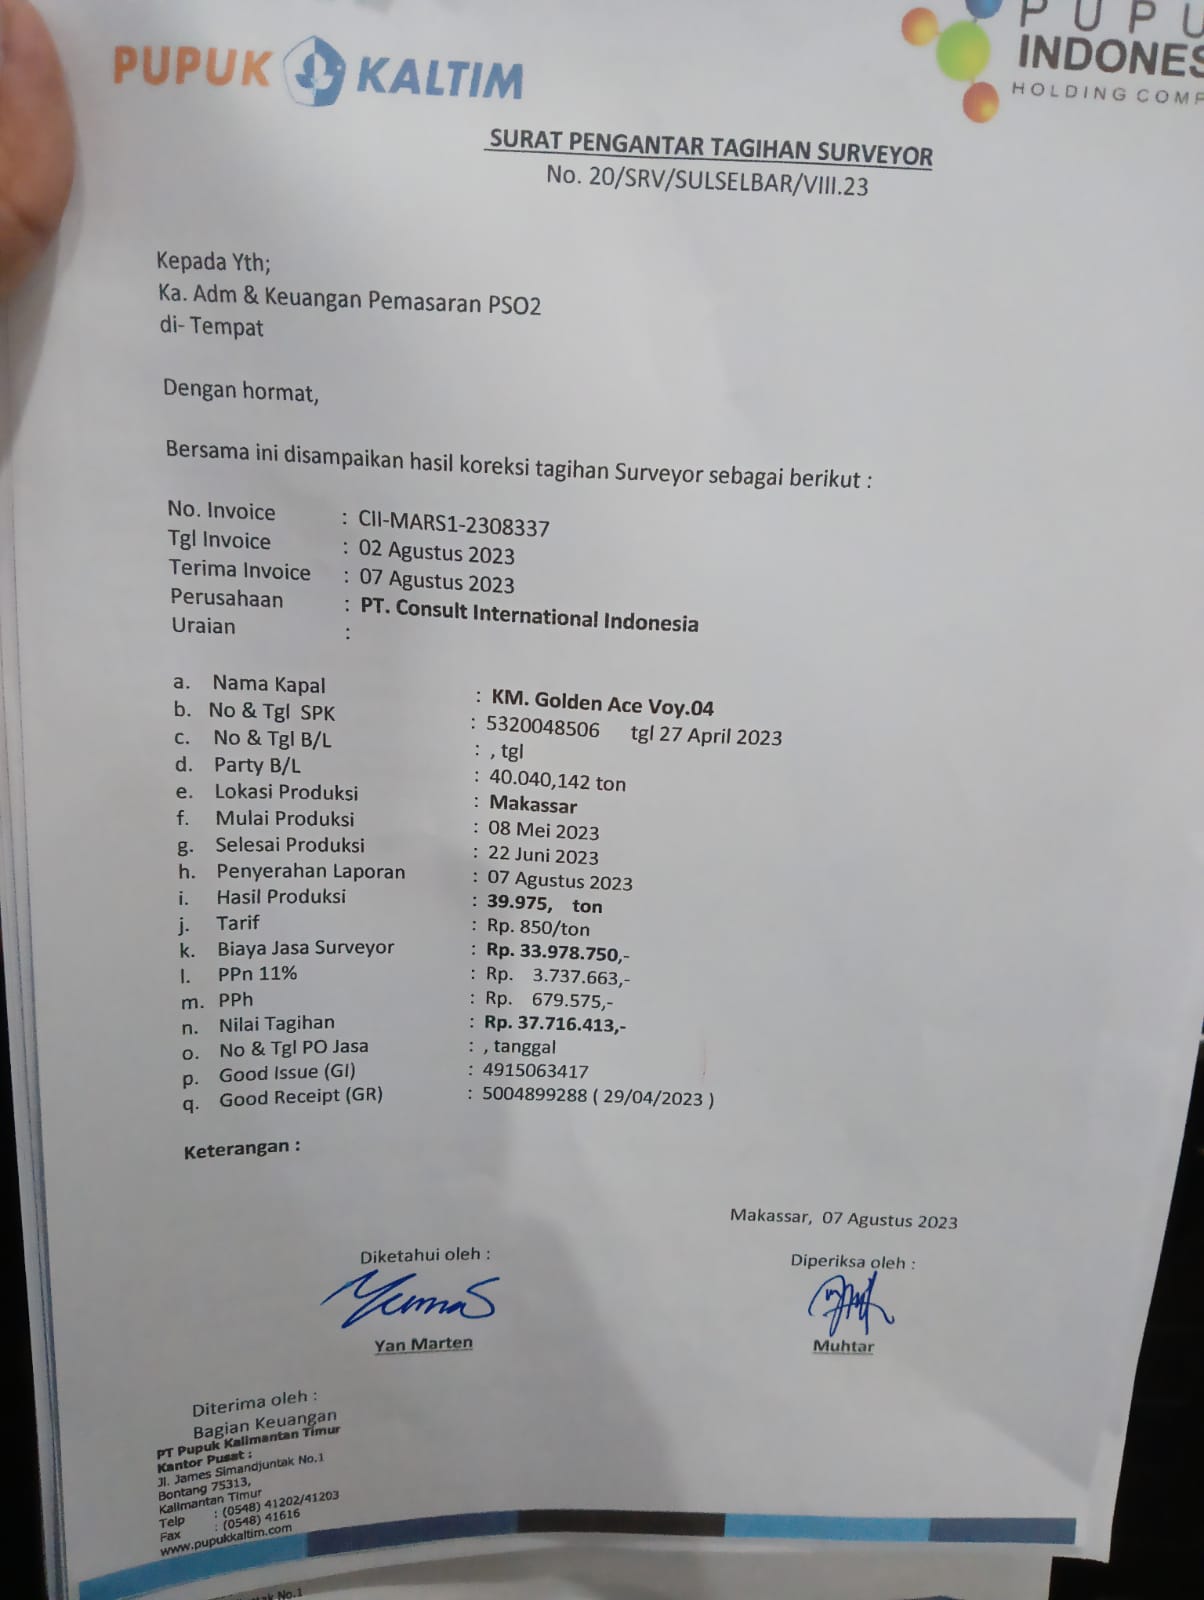 PUPUK KALTIM
PUPU
INDONES
HOLDING COMP
SURAT PENGANTAR TAGIHAN SURVEYOR
No. 20/SRV/SULSELBAR/VIII.23
Kepada Yth;
Ka. Adm & Keuangan Pemasaran PSO2
di- Tempat
Dengan hormat,
Bersama ini disampaikan hasil koreksi tagihan Surveyor sebagai berikut :
No. Invoice : CII-MARS1-2308337
Tgl Invoice : 02 Agustus 2023
Terima Invoice : 07 Agustus 2023
Perusahaan : PT. Consult International Indonesia
Uraian :
a. Nama Kapal : KM. Golden Ace Voy.04
b. No & Tgl SPK : 5320048506 tgl 27 April 2023
c. No & Tgl B/L : , tgl
d. Party B/L : 40.040,142 ton
e. Lokasi Produksi : Makassar
f. Mulai Produksi : 08 Mei 2023
g. Selesai Produksi : 22 Juni 2023
h. Penyerahan Laporan : 07 Agustus 2023
i. Hasil Produksi : 39.975, ton
j. Tarif : Rp. 850/ton
k. Biaya Jasa Surveyor : Rp. 33.978.750,-
l. PPn 11% : Rp. 3.737.663,-
m. PPh : Rp. 679.575,-
n. Nilai Tagihan : Rp. 37.716.413,-
o. No & Tgl PO Jasa : , tanggal
p. Good Issue (GI) : 4915063417
q. Good Receipt (GR) : 5004899288 ( 29/04/2023 )
Keterangan :
Makassar, 07 Agustus 2023
Diketahui oleh :
Diperiksa oleh :
Yan Marten
Muhtar
Diterima oleh :
Bagian Keuangan
PT Pupuk Kalimantan Timur
Kantor Pusat :
Jl. James Simandjuntak No.1
Bontang 75313,
Kalimantan Timur
Telp : (0548) 41202/41203
Fax : (0548) 41616
www.pupukkaltim.com
No.1